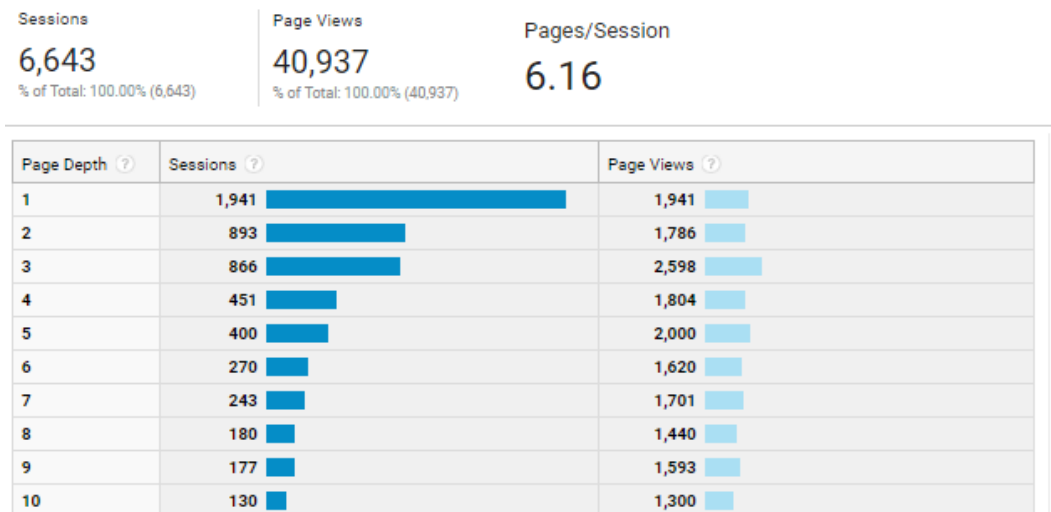 Sessions
6,643
% of Total: 100.00% (6,643)
Page Views
40,937
% of Total: 100.00% (40,937)
Pages/Session
6.16
Page Depth ? Sessions ? Page Views ?
1 1,941 1,941
2 893 1,786
3 866 2,598
4 451 1,804
5 400 2,000
6 270 1,620
7 243 1,701
8 180 1,440
9 177 1,593
10 130 1,300